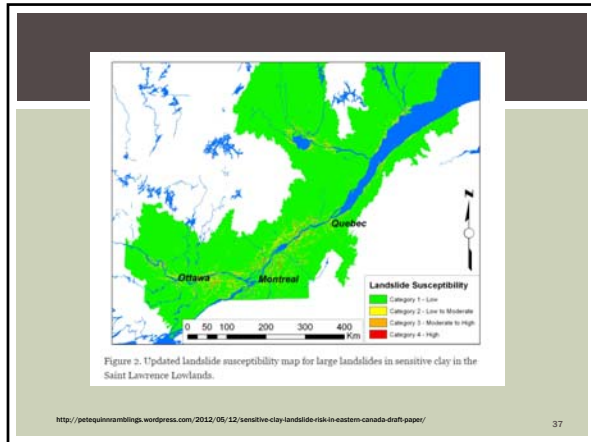 Quebec
Ottawa
Montreal
N
Landslide Susceptibility
Category 1 - Low
Category 2 - Low to Moderate
Category 3 - Moderate to High
Category 4 - High
0 50 100 200 300 400
Km
Figure 2. Updated landslide susceptibility map for large landslides in sensitive clay in the
Saint Lawrence Lowlands.
http://petequinnramblings.wordpress.com/2012/05/12/sensitive-clay-landslide-risk-in-eastern-canada-draft-paper/
37